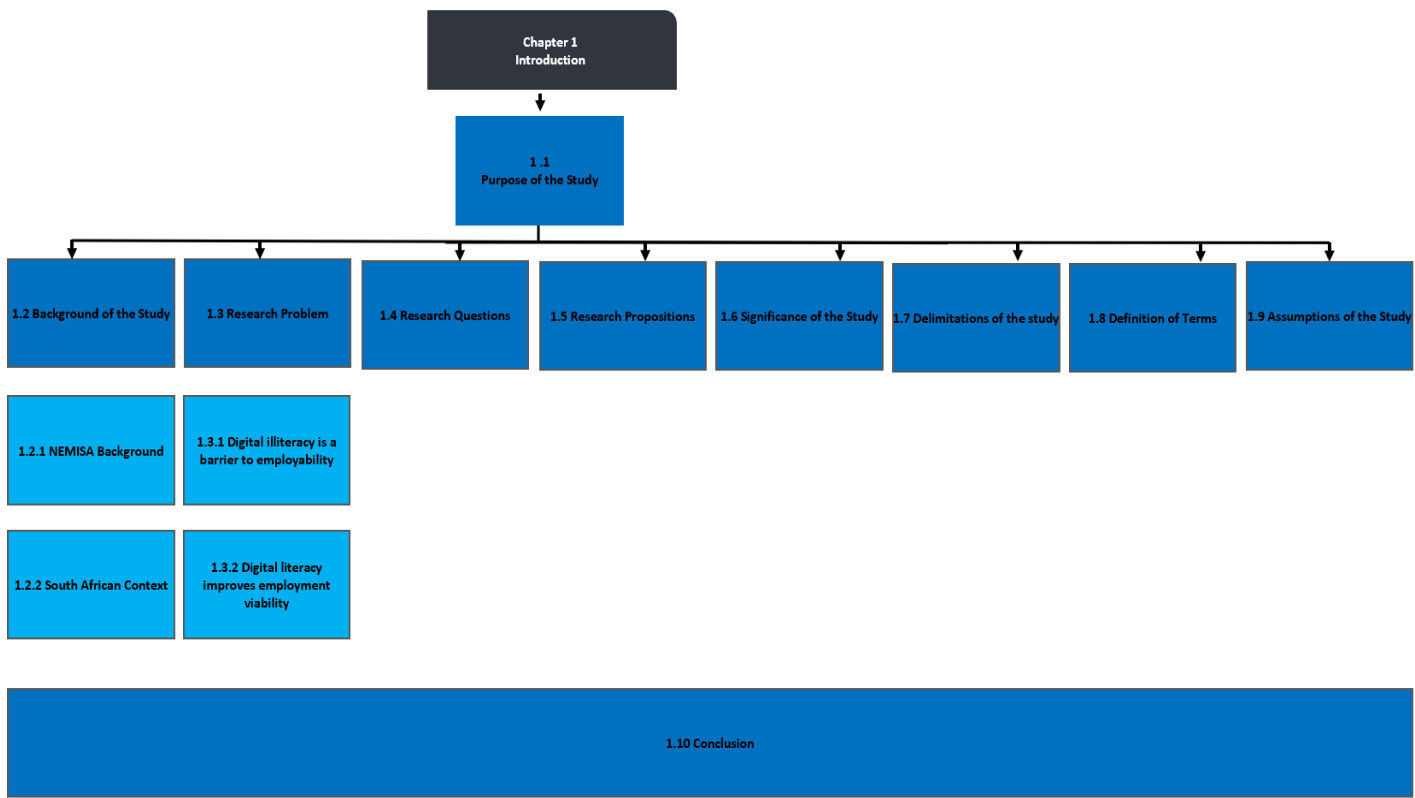 Chapter 1
Introduction
1 .1
Purpose of the Study
1.2 Background of the Study
1.3 Research Problem
1.4 Research Questions
1.5 Research Propositions
1.6 Significance of the Study
1.7 Delimitations of the study
1.8 Definition of Terms
1.9 Assumptions of the Study
1.2.1 NEMISA Background
1.3.1 Digital illiteracy is a
barrier to employability
1.2.2 South African Context
1.3.2 Digital literacy
improves employment
viability
1.10 Conclusion